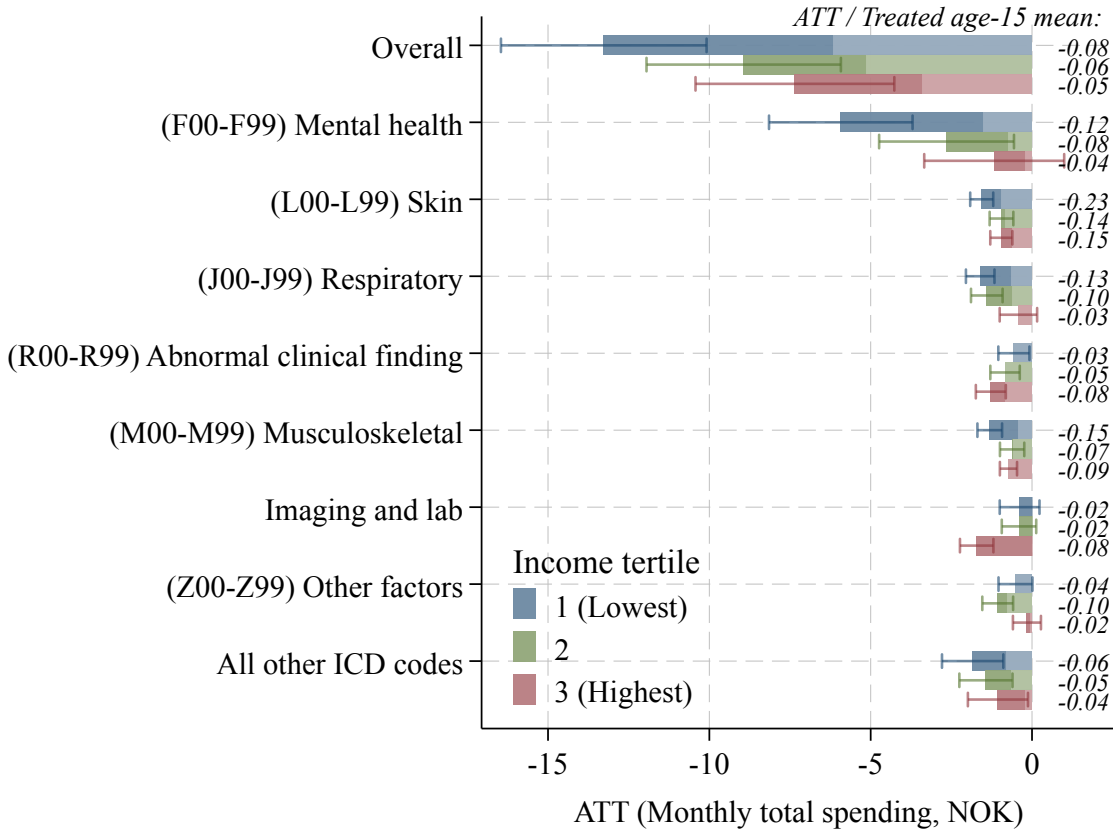 ATT / Treated age-15 mean:
Overall
-0.08
-0.06
-0.05
(F00-F99) Mental health
-0.12
-0.08
-0.04
(L00-L99) Skin
-0.23
-0.14
-0.15
(J00-J99) Respiratory
-0.13
-0.10
-0.03
(R00-R99) Abnormal clinical finding
-0.03
-0.05
-0.08
(M00-M99) Musculoskeletal
-0.15
-0.07
-0.09
Imaging and lab
-0.02
-0.02
-0.08
(Z00-Z99) Other factors
-0.04
-0.10
-0.02
All other ICD codes
-0.06
-0.05
-0.04
Income tertile
1 (Lowest)
2
3 (Highest)
-15 -10 -5 0
ATT (Monthly total spending, NOK)